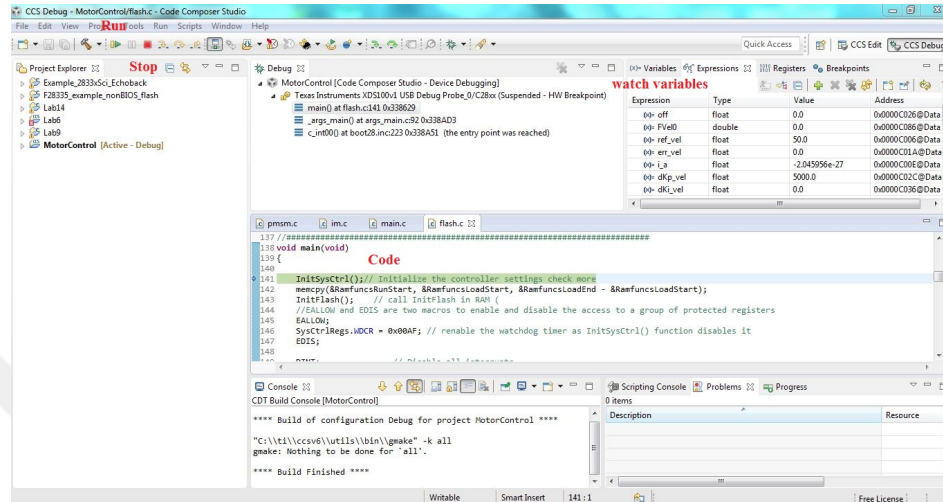 CCS Debug - MotorControl/flash.c - Code Composer Studio
File Edit View Pro Run Tools Run Scripts Window Help
Quick Access CCS Edit CCS Debug
Project Explorer
Stop
Example_2833xSci_Echoback
F28335_example_nonBIOS_flash
Lab14
Lab6
Lab9
MotorControl [Active - Debug]
Debug
MotorControl [Code Composer Studio - Device Debugging]
Texas Instruments XDS100v1 USB Debug Probe_0/C28xx (Suspended - HW Breakpoint)
main() at flash.c:141 0x338629
_args_main() at args_main.c:92 0x338AD3
c_int00() at boot28.inc:223 0x338A51 (the entry point was reached)
(x)= Variables Expressions Registers Breakpoints
watch variables
Expression Type Value Address
(x)= off float 0.0 0x0000C026@Data
(x)= FVel0 double 0.0 0x0000C086@Data
(x)= ref_vel float 50.0 0x0000C006@Data
(x)= err_vel float 0.0 0x0000C01A@Data
(x)= i_a float -2.045956e-27 0x0000C00E@Data
(x)= dKp_vel float 5000.0 0x0000C02C@Data
(x)= dKi_vel float 0.0 0x0000C036@Data
pmsm.c im.c main.c flash.c
137 //##############################################################################
138 void main(void)
139 {
Code
140
141 InitSysCtrl();// Initialize the controller settings check more
142 memcpy(&RamfuncsRunStart, &RamfuncsLoadStart, &RamfuncsLoadEnd - &RamfuncsLoadStart);
143 InitFlash(); // call InitFlash in RAM (
144 //EALLOW and EDIS are two macros to enable and disable the access to a group of protected registers
145 EALLOW;
146 SysCtrlRegs.WDCR = 0x00AF; // renable the watchdog timer as InitSysCtrl() function disables it
147 EDIS;
148
Console
CDT Build Console [MotorControl]
**** Build of configuration Debug for project MotorControl ****
"C:\\ti\\ccsv6\\utils\\bin\\gmake" -k all
gmake: Nothing to be done for `all'.
**** Build Finished ****
Scripting Console Problems Progress
0 items
Description Resource
Writable Smart Insert 141 : 1 Free License